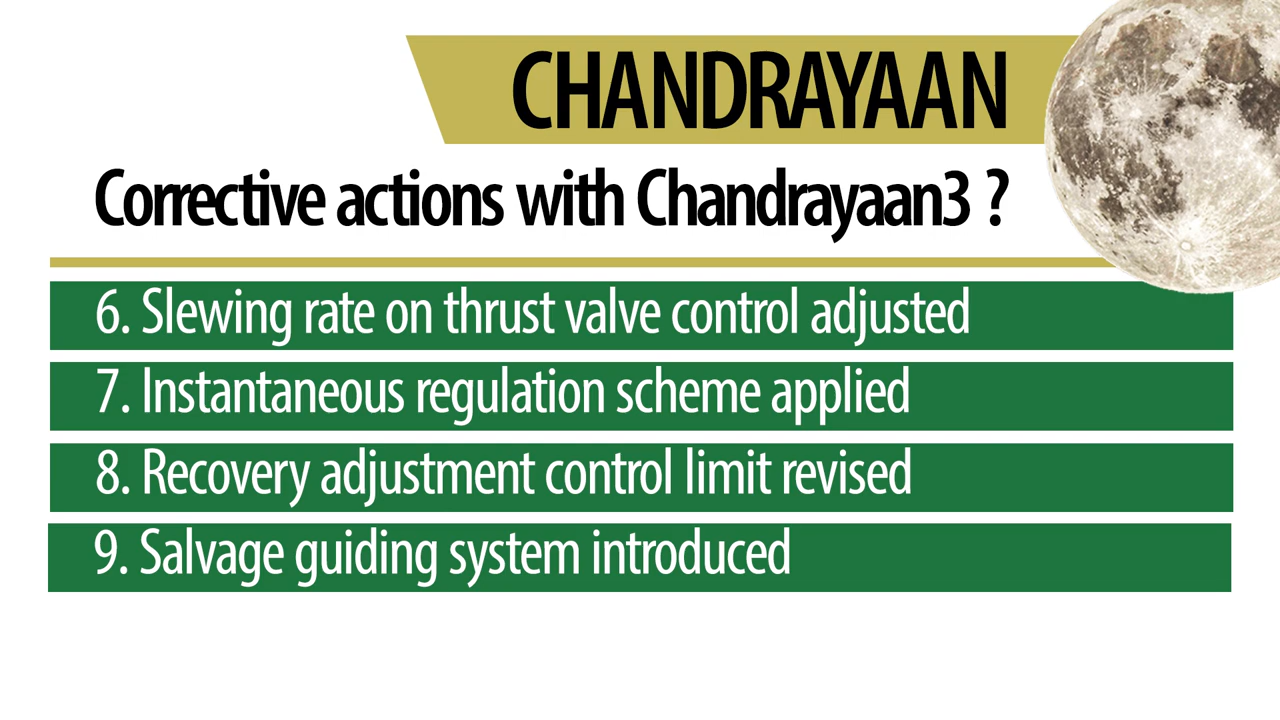 CHANDRAYAAN
Corrective actions with Chandrayaan3 ?
6. Slewing rate on thrust valve control adjusted
7. Instantaneous regulation scheme applied
8. Recovery adjustment control limit revised
9. Salvage guiding system introduced